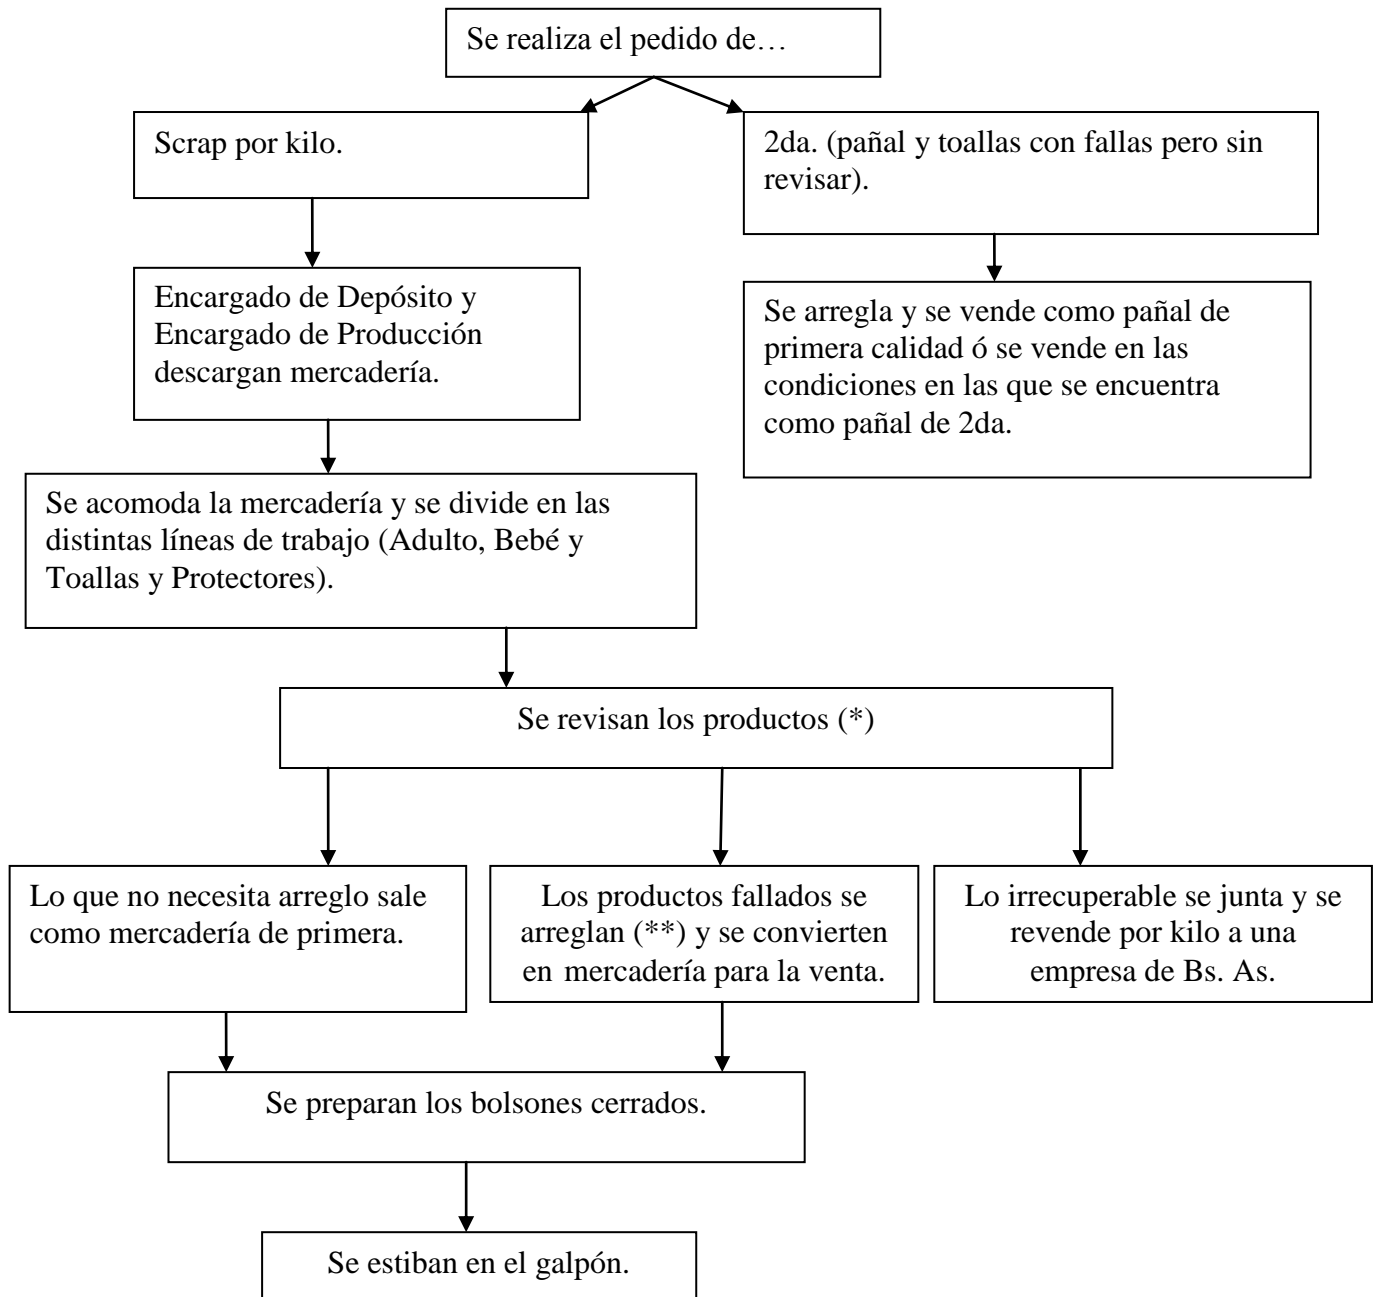 Se realiza el pedido de…
Scrap por kilo.
2da. (pañal y toallas con fallas pero sin
revisar).
Encargado de Depósito y
Encargado de Producción
descargan mercadería.
Se arregla y se vende como pañal de
primera calidad ó se vende en las
condiciones en las que se encuentra
como pañal de 2da.
Se acomoda la mercadería y se divide en las
distintas líneas de trabajo (Adulto, Bebé y
Toallas y Protectores).
Se revisan los productos (*)
Lo que no necesita arreglo sale
como mercadería de primera.
Los productos fallados se
arreglan (**) y se convierten
en mercadería para la venta.
Lo irrecuperable se junta y se
revende por kilo a una
empresa de Bs. As.
Se preparan los bolsones cerrados.
Se estiban en el galpón.